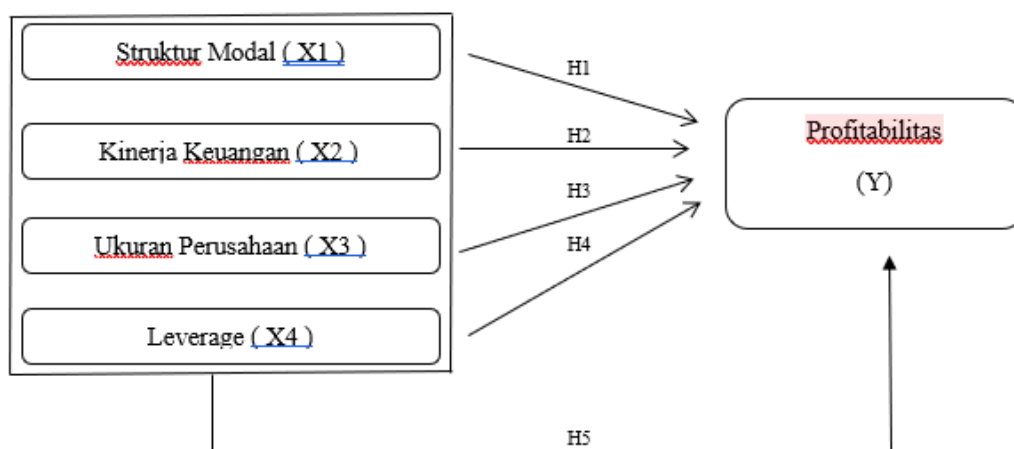 Struktur Modal ( X1 )
Kinerja Keuangan ( X2 )
Ukuran Perusahaan ( X3 )
Leverage ( X4 )
H1
H2
H3
H4
Profitabilitas
(Y)
H5